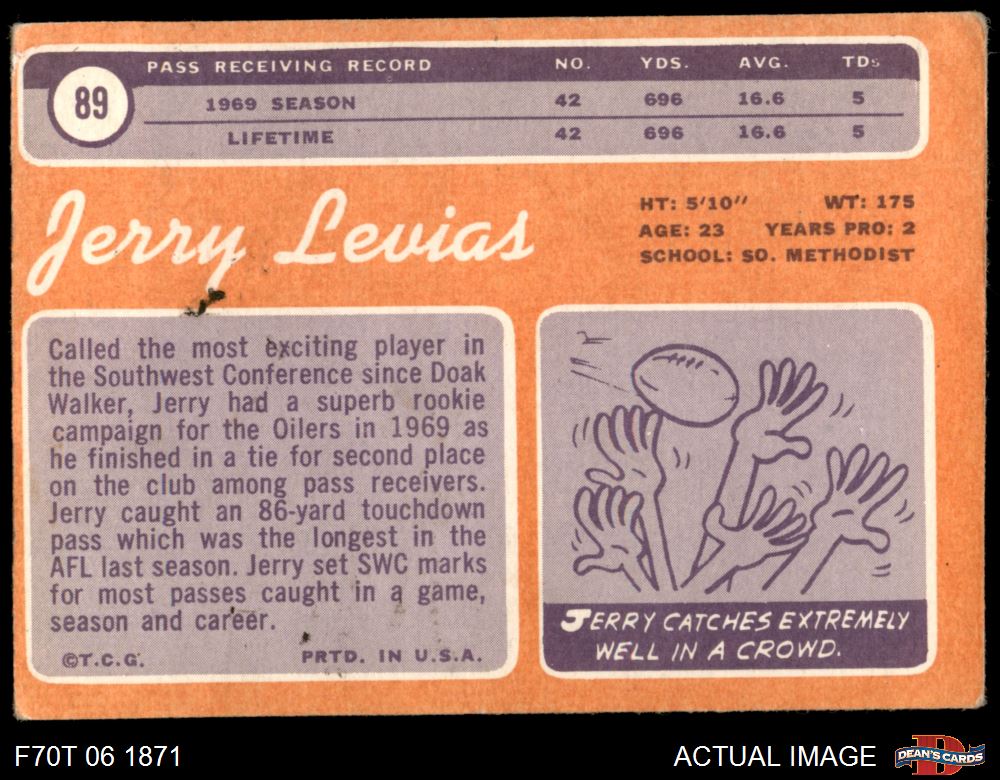 PASS RECEIVING RECORD NO. YDS. AVG. TDs
89
1969 SEASON 42 696 16.6 5
LIFETIME 42 696 16.6 5
Jerry Levias
HT: 5'10" WT: 175
AGE: 23 YEARS PRO: 2
SCHOOL: SO. METHODIST
Called the most exciting player in
the Southwest Conference since Doak
Walker, Jerry had a superb rookie
campaign for the Oilers in 1969 as
he finished in a tie for second place
on the club among pass receivers.
Jerry caught an 86-yard touchdown
pass which was the longest in the
AFL last season. Jerry set SWC marks
for most passes caught in a game,
season and career.
©T.C.G. PRTD. IN U.S.A.
JERRY CATCHES EXTREMELY
WELL IN A CROWD.
F70T 06 1871
ACTUAL IMAGE
D
DEAN'S CARDS